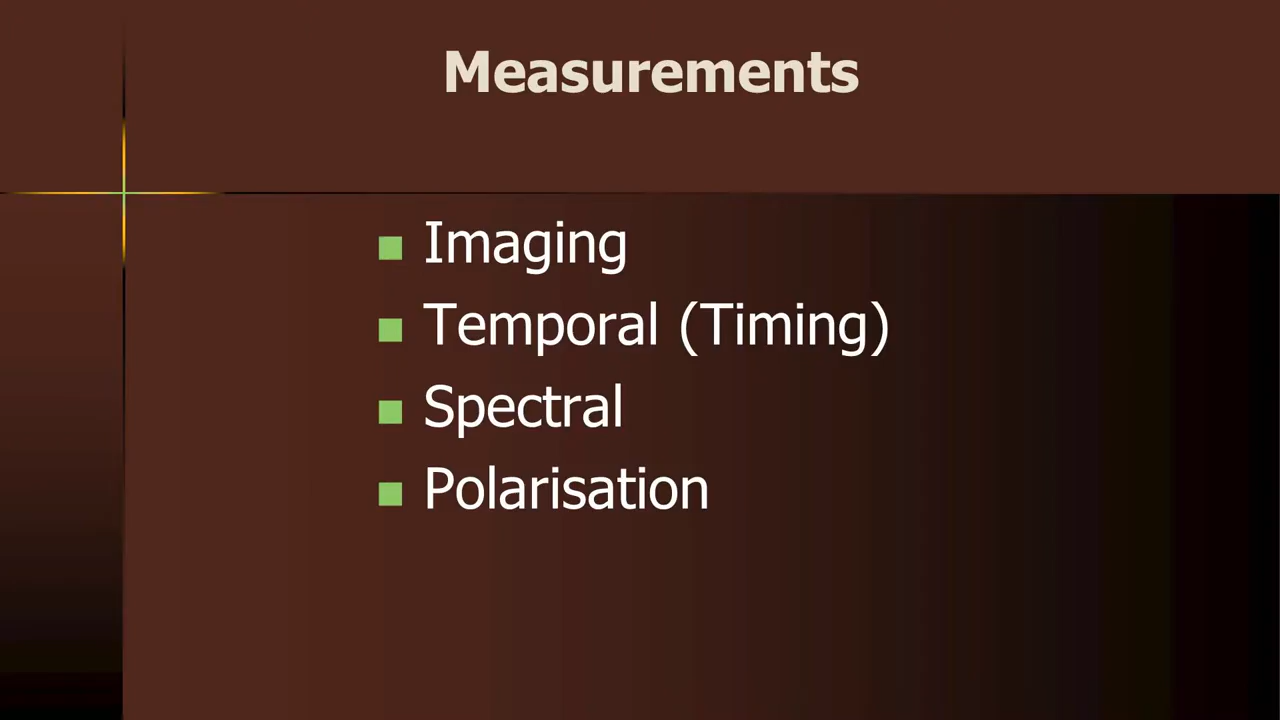 Measurements
Imaging
Temporal (Timing)
Spectral
Polarisation